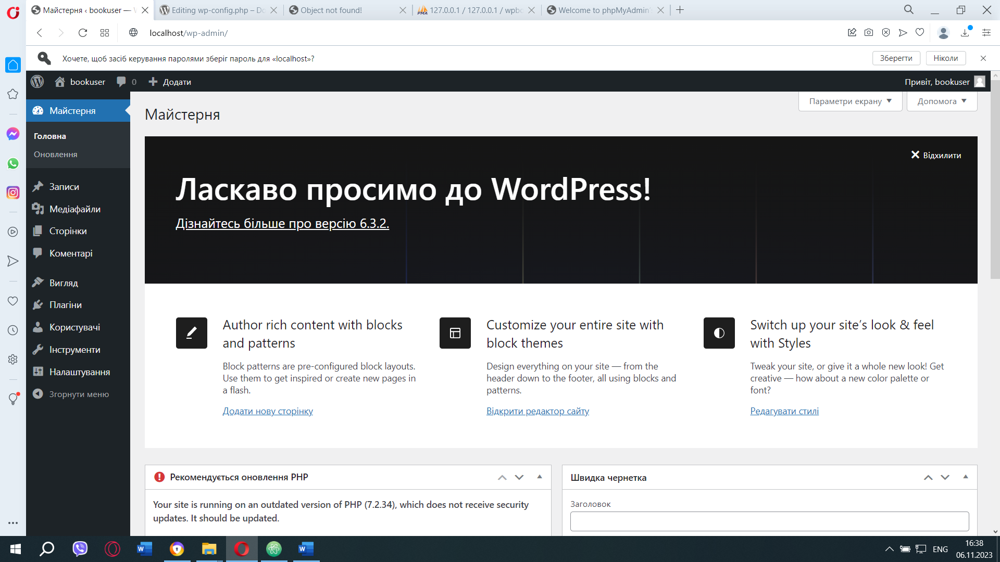 Майстерня ‹ bookuser —
Editing wp-config.php –
Object not found!
127.0.0.1 / 127.0.0.1 /
Welcome to phpMyAdmin's
localhost/wp-admin/
Хочете, щоб засіб керування паролями зберіг пароль для «localhost»?
Зберегти
Ніколи
bookuser
0
Додати
Привіт, bookuser
Майстерня
Головна
Оновлення
Записи
Медіафайли
Сторінки
Коментарі
Вигляд
Плагіни
Користувачі
Інструменти
Налаштування
Згорнути меню
Майстерня
Параметри екрану
Допомога
Відхилити
Ласкаво просимо до WordPress!
Дізнайтесь більше про версію 6.3.2.
Author rich content with blocks
and patterns
Block patterns are pre-configured block layouts.
Use them to get inspired or create new pages in
a flash.
Додати нову сторінку
Customize your entire site with
block themes
Design everything on your site — from the
header down to the footer, all using blocks and
patterns.
Відкрити редактор сайту
Switch up your site’s look & feel
with Styles
Tweak your site, or give it a whole new look! Get
creative — how about a new color palette or
font?
Редагувати стилі
Рекомендується оновлення PHP
Your site is running on an outdated version of PHP (7.2.34), which does not receive security
updates. It should be updated.
Швидка чернетка
Заголовок
ENG
16:38
06.11.2023